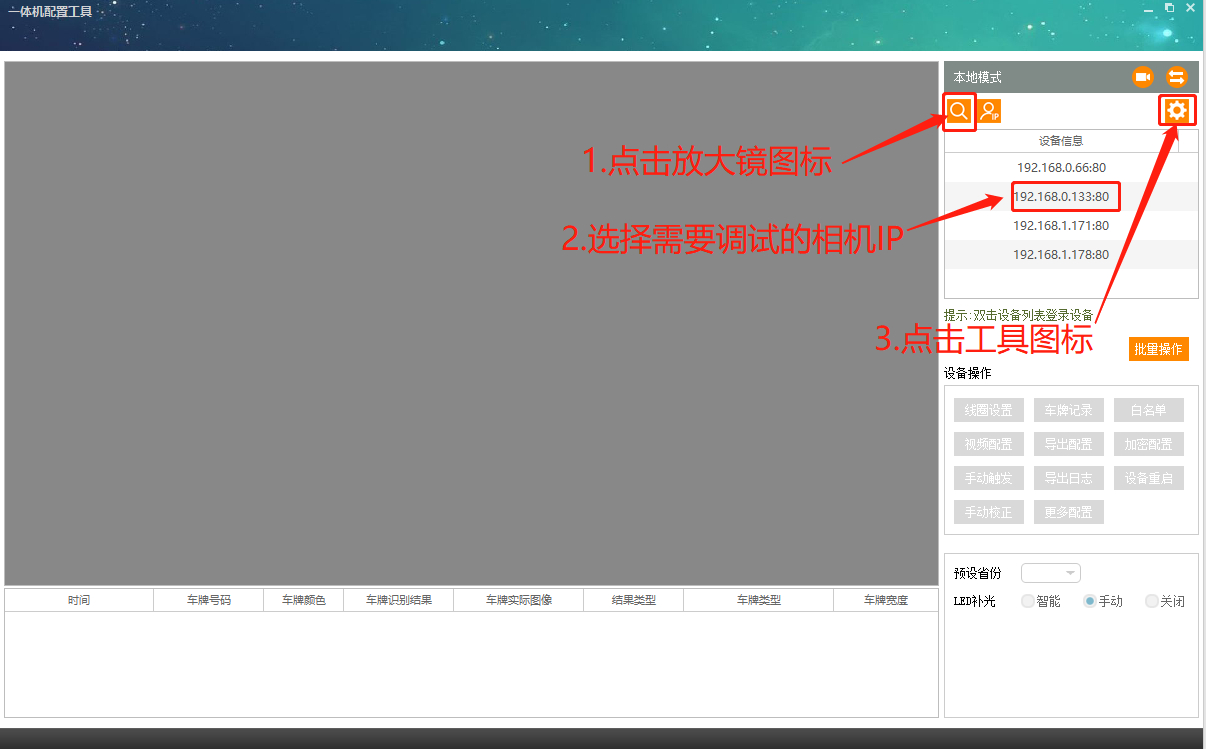 一体机配置工具
本地模式
IP
设备信息
1.点击放大镜图标
192.168.0.66:80
192.168.0.133:80
2.选择需要调试的相机IP
192.168.1.171:80
192.168.1.178:80
提示:双击设备列表登录设备
3.点击工具图标
批量操作
设备操作
线圈设置 车牌记录 白名单
视频配置 导出配置 加密配置
手动触发 导出日志 设备重启
手动校正 更多配置
预设省份
LED补光 智能 手动 关闭
时间 车牌号码 车牌颜色 车牌识别结果 车牌实际图像 结果类型 车牌类型 车牌宽度